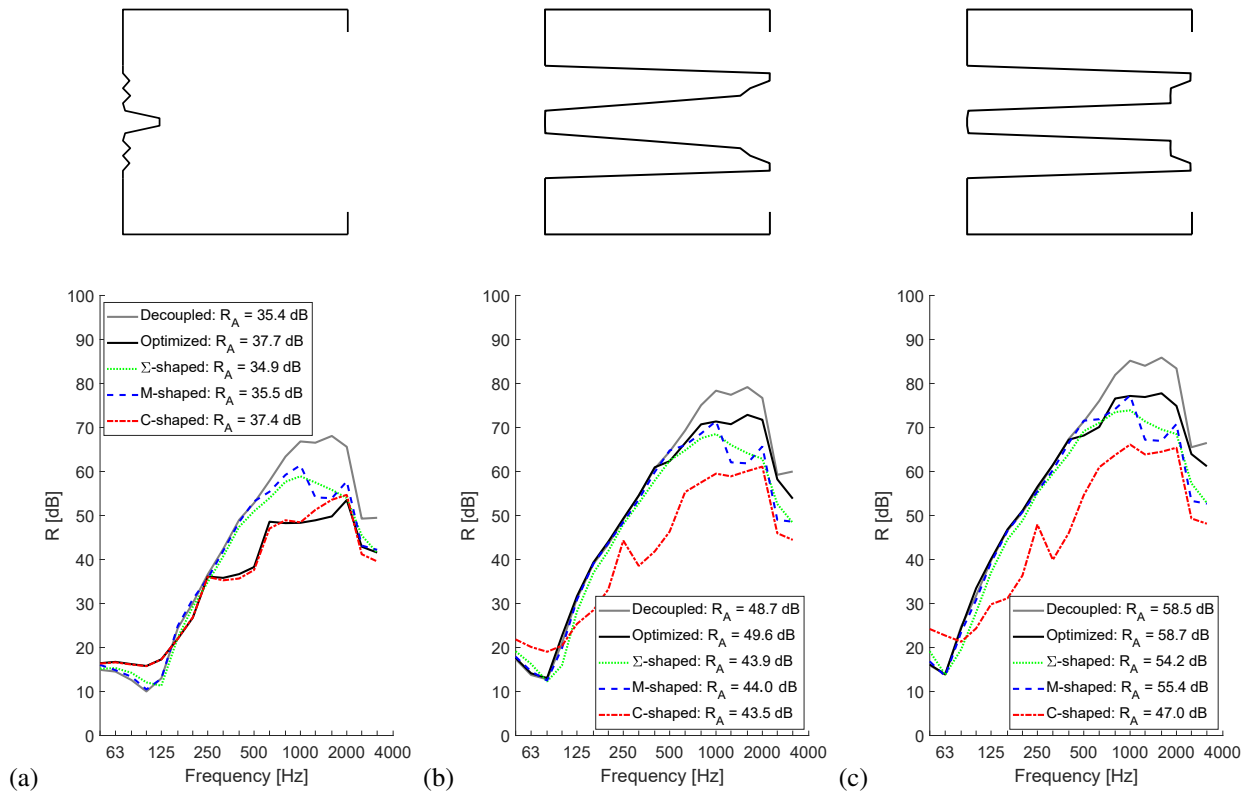 100
90
80
70
60
50
40
30
20
10
0
R [dB]
Decoupled: R_A = 35.4 dB
Optimized: R_A = 37.7 dB
Σ-shaped: R_A = 34.9 dB
M-shaped: R_A = 35.5 dB
C-shaped: R_A = 37.4 dB
63 125 250 500 1000 2000 4000
Frequency [Hz]
(a)
100
90
80
70
60
50
40
30
20
10
0
R [dB]
Decoupled: R_A = 48.7 dB
Optimized: R_A = 49.6 dB
Σ-shaped: R_A = 43.9 dB
M-shaped: R_A = 44.0 dB
C-shaped: R_A = 43.5 dB
63 125 250 500 1000 2000 4000
Frequency [Hz]
(b)
100
90
80
70
60
50
40
30
20
10
0
R [dB]
Decoupled: R_A = 58.5 dB
Optimized: R_A = 58.7 dB
Σ-shaped: R_A = 54.2 dB
M-shaped: R_A = 55.4 dB
C-shaped: R_A = 47.0 dB
63 125 250 500 1000 2000 4000
Frequency [Hz]
(c)